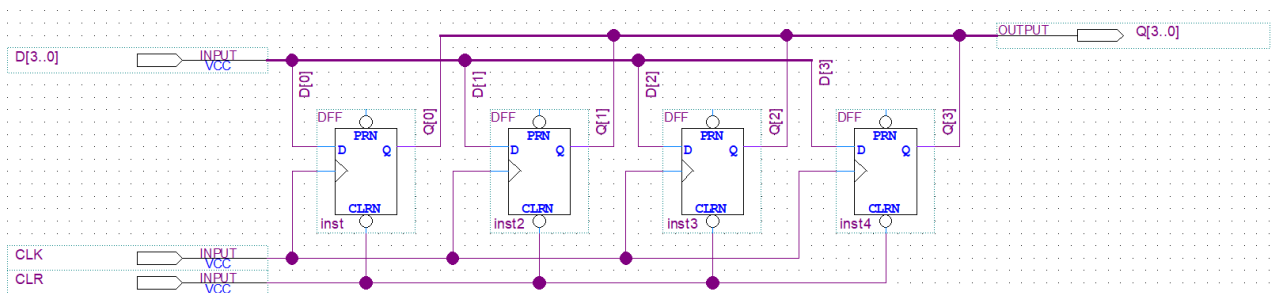 OUTPUT Q[3..0]
D[3..0] INPUT
VCC
D[0] D[1] D[2] D[3]
DFF DFF DFF DFF
Q[0] Q[1] Q[2] Q[3]
PRN PRN PRN PRN
D Q D Q D Q D Q
CLRN CLRN CLRN CLRN
inst inst2 inst3 inst4
CLK INPUT
VCC
CLR INPUT
VCC